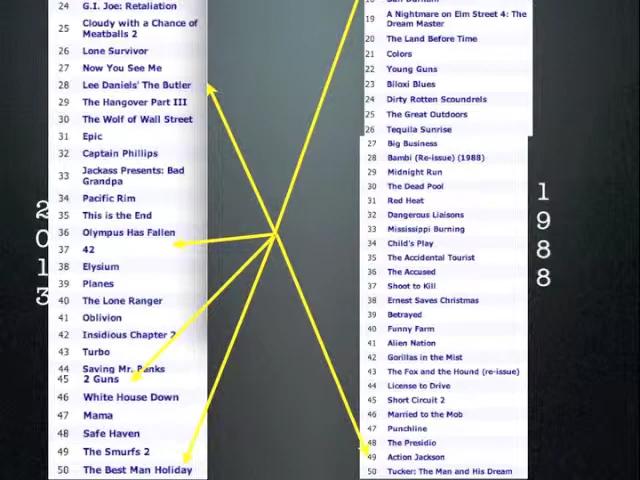 24 G.I. Joe: Retaliation
25 Cloudy with a Chance of
Meatballs 2
26 Lone Survivor
27 Now You See Me
28 Lee Daniels' The Butler
29 The Hangover Part III
30 The Wolf of Wall Street
31 Epic
32 Captain Phillips
33 Jackass Presents: Bad
Grandpa
34 Pacific Rim
35 This is the End
36 Olympus Has Fallen
37 42
38 Elysium
39 Planes
40 The Lone Ranger
41 Oblivion
42 Insidious Chapter 2
43 Turbo
44 Saving Mr. Banks
45 2 Guns
46 White House Down
47 Mama
48 Safe Haven
49 The Smurfs 2
50 The Best Man Holiday
2
0
1
3
19 A Nightmare on Elm Street 4: The
Dream Master
20 The Land Before Time
21 Colors
22 Young Guns
23 Biloxi Blues
24 Dirty Rotten Scoundrels
25 The Great Outdoors
26 Tequila Sunrise
27 Big Business
28 Bambi (Re-issue) (1988)
29 Midnight Run
30 The Dead Pool
31 Red Heat
32 Dangerous Liaisons
33 Mississippi Burning
34 Child's Play
35 The Accidental Tourist
36 The Accused
37 Shoot to Kill
38 Ernest Saves Christmas
39 Betrayed
40 Funny Farm
41 Alien Nation
42 Gorillas in the Mist
43 The Fox and the Hound (re-issue)
44 License to Drive
45 Short Circuit 2
46 Married to the Mob
47 Punchline
48 The Presidio
49 Action Jackson
50 Tucker: The Man and His Dream
1
9
8
8